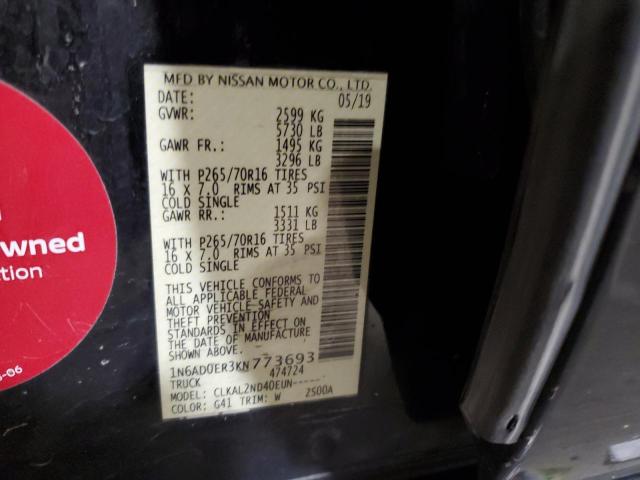 wned
tion
-06
MFD BY NISSAN MOTOR CO., LTD.
DATE: 05/19
GVWR: 2599 KG
5730 LB
GAWR FR.: 1495 KG
3296 LB
WITH P265/70R16 TIRES
16 X 7.0 RIMS AT 35 PSI
COLD SINGLE
GAWR RR.: 1511 KG
3331 LB
WITH P265/70R16 TIRES
16 X 7.0 RIMS AT 35 PSI
COLD SINGLE
THIS VEHICLE CONFORMS TO
ALL APPLICABLE FEDERAL
MOTOR VEHICLE SAFETY AND
THEFT PREVENTION
STANDARDS IN EFFECT ON
THE DATE OF MANUFACTURE
SHOWN ABOVE.
1N6AD0ER3KN773693
TRUCK 474724
MODEL: CLKAL2ND40EUN-----
COLOR: G41 TRIM: W 2500A